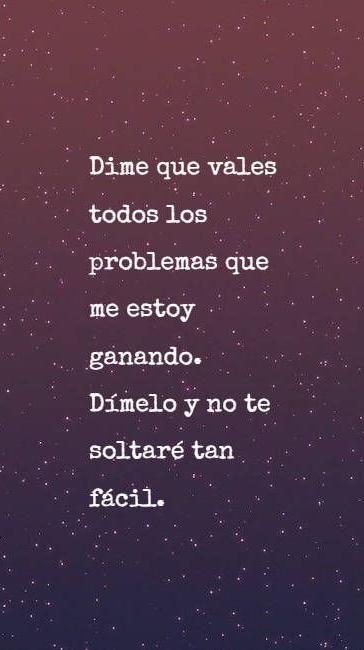 Dime que vales
todos los
problemas que
me estoy
ganando.
Dímelo y no te
soltaré tan
fácil.